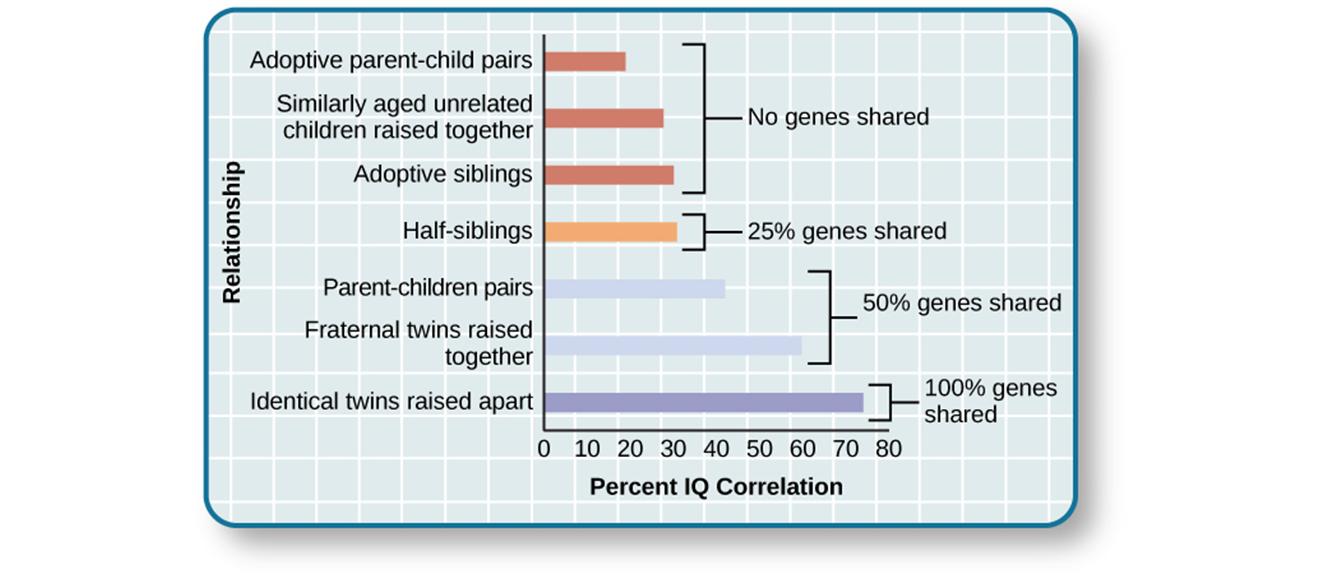 Adoptive parent-child pairs
Similarly aged unrelated
children raised together
No genes shared
Adoptive siblings
Relationship
Half-siblings
25% genes shared
Parent-children pairs
50% genes shared
Fraternal twins raised
together
Identical twins raised apart
100% genes
shared
0 10 20 30 40 50 60 70 80
Percent IQ Correlation